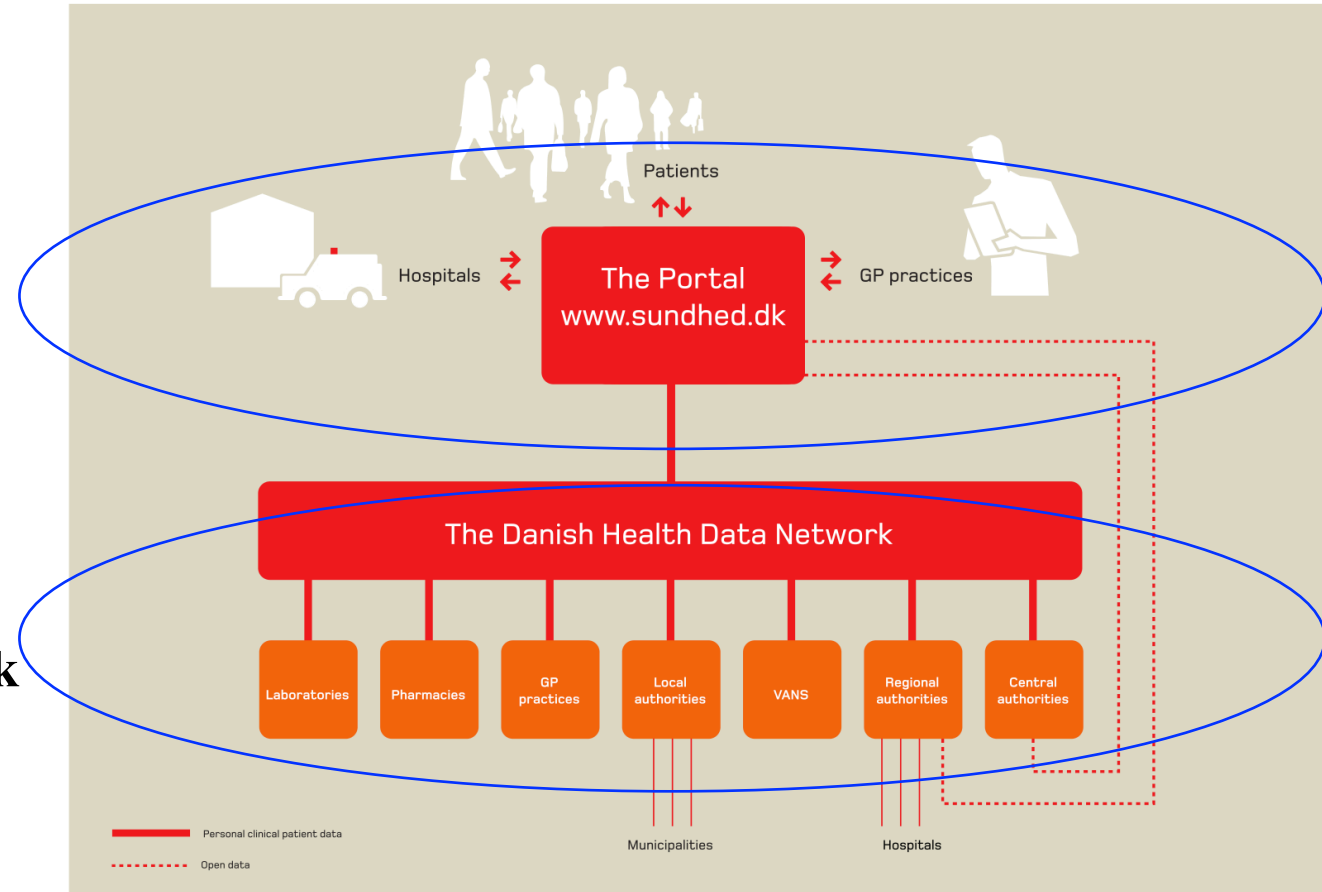 Patients
Hospitals
The Portal
www.sundhed.dk
GP practices
The Danish Health Data Network
k
Laboratories
Pharmacies
GP
practices
Local
authorities
VANS
Regional
authorities
Central
authorities
Personal clinical patient data
Open data
Municipalities
Hospitals